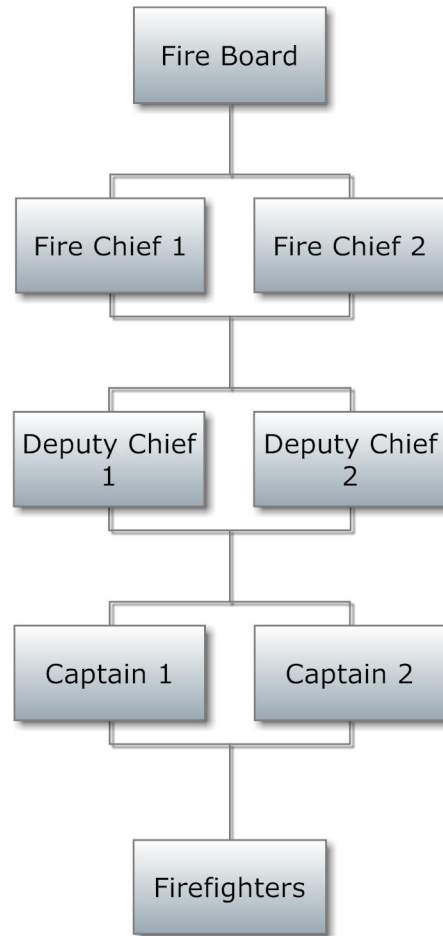 Fire Board
Fire Chief 1
Fire Chief 2
Deputy Chief
1
Deputy Chief
2
Captain 1
Captain 2
Firefighters